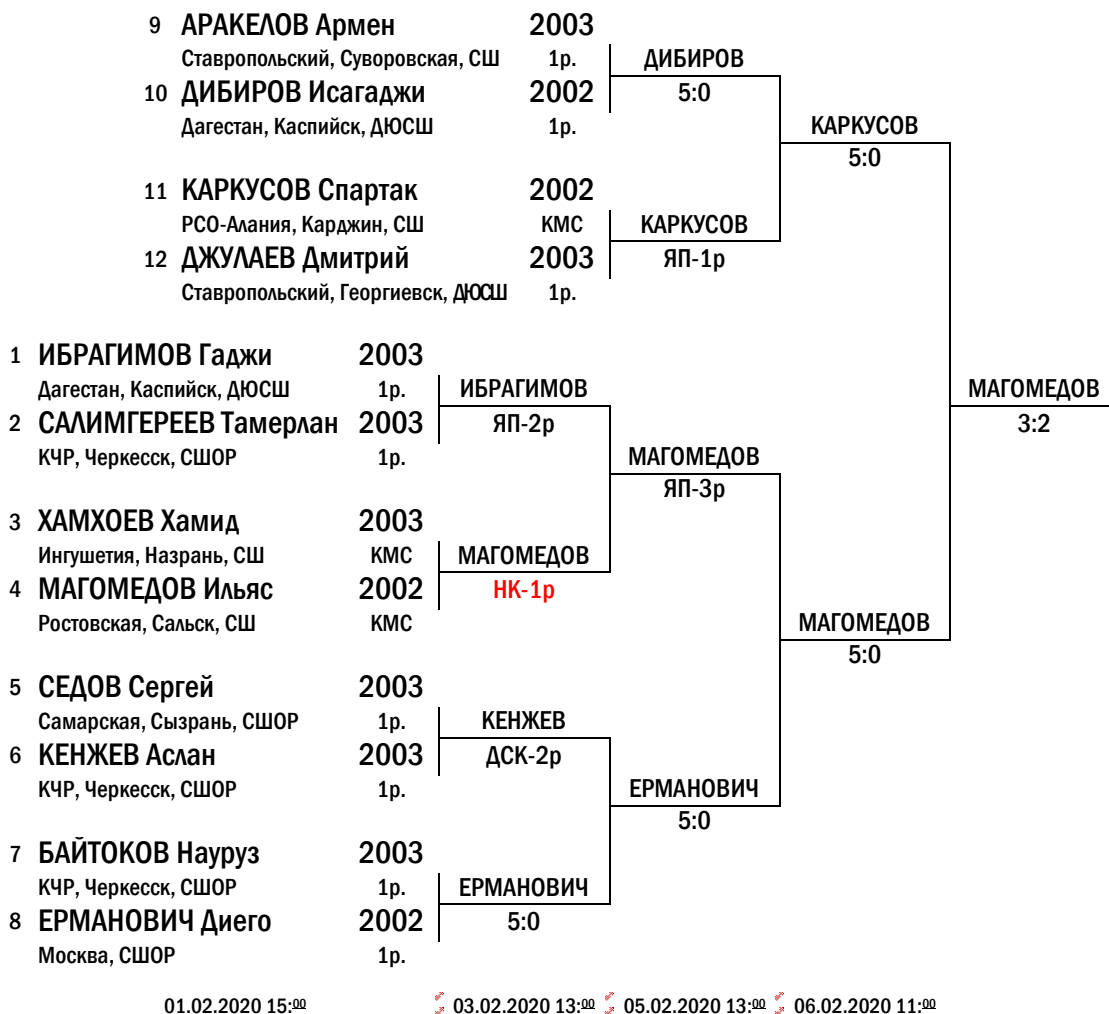 9 АРАКЕЛОВ Армен 2003
Ставропольский, Суворовская, СШ 1р. ДИБИРОВ
10 ДИБИРОВ Исагаджи 2002 5:0
Дагестан, Каспийск, ДЮСШ 1р. КАРКУСОВ
5:0
11 КАРКУСОВ Спартак 2002
РСО-Алания, Карджин, СШ КМС КАРКУСОВ
12 ДЖУЛАЕВ Дмитрий 2003 ЯП-1р
Ставропольский, Георгиевск, ДЮСШ 1р.
1 ИБРАГИМОВ Гаджи 2003
Дагестан, Каспийск, ДЮСШ 1р. ИБРАГИМОВ МАГОМЕДОВ
2 САЛИМГЕРЕЕВ Тамерлан 2003 ЯП-2р 3:2
КЧР, Черкесск, СШОР 1р. МАГОМЕДОВ
ЯП-3р
3 ХАМХОЕВ Хамид 2003
Ингушетия, Назрань, СШ КМС МАГОМЕДОВ
4 МАГОМЕДОВ Ильяс 2002 НК-1р
Ростовская, Сальск, СШ КМС МАГОМЕДОВ
5:0
5 СЕДОВ Сергей 2003
Самарская, Сызрань, СШОР 1р. КЕНЖЕВ
6 КЕНЖЕВ Аслан 2003 ДСК-2р
КЧР, Черкесск, СШОР 1р. ЕРМАНОВИЧ
5:0
7 БАЙТОКОВ Науруз 2003
КЧР, Черкесск, СШОР 1р. ЕРМАНОВИЧ
8 ЕРМАНОВИЧ Диего 2002 5:0
Москва, СШОР 1р.
01.02.2020 15:00 03.02.2020 13:00 05.02.2020 13:00 06.02.2020 11:00